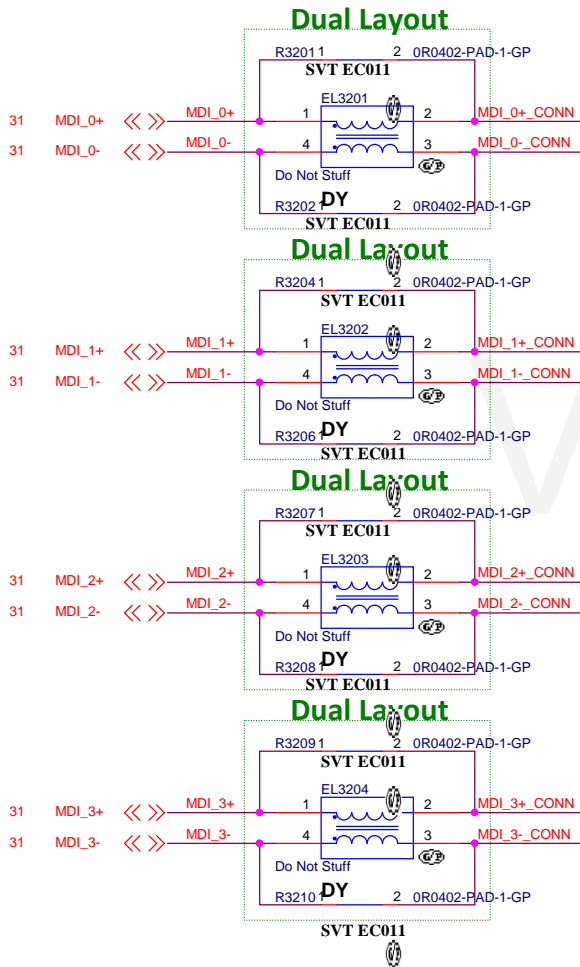 Dual Layout
R3201 1 2 0R0402-PAD-1-GP
SVT EC011
EL3201
31 MDI_0+ MDI_0+ 1 2 MDI_0+_CONN
31 MDI_0- MDI_0- 4 3 MDI_0-_CONN
G/P
Do Not Stuff
DY
R3202 1 2 0R0402-PAD-1-GP
SVT EC011
Dual Layout
R3204 1 2 0R0402-PAD-1-GP
SVT EC011
EL3202
31 MDI_1+ MDI_1+ 1 2 MDI_1+_CONN
31 MDI_1- MDI_1- 4 3 MDI_1-_CONN
G/P
Do Not Stuff
DY
R3206 1 2 0R0402-PAD-1-GP
SVT EC011
Dual Layout
R3207 1 2 0R0402-PAD-1-GP
SVT EC011
EL3203
31 MDI_2+ MDI_2+ 1 2 MDI_2+_CONN
31 MDI_2- MDI_2- 4 3 MDI_2-_CONN
G/P
Do Not Stuff
DY
R3208 1 2 0R0402-PAD-1-GP
SVT EC011
Dual Layout
R3209 1 2 0R0402-PAD-1-GP
SVT EC011
EL3204
31 MDI_3+ MDI_3+ 1 2 MDI_3+_CONN
31 MDI_3- MDI_3- 4 3 MDI_3-_CONN
G/P
Do Not Stuff
DY
R3210 1 2 0R0402-PAD-1-GP
SVT EC011